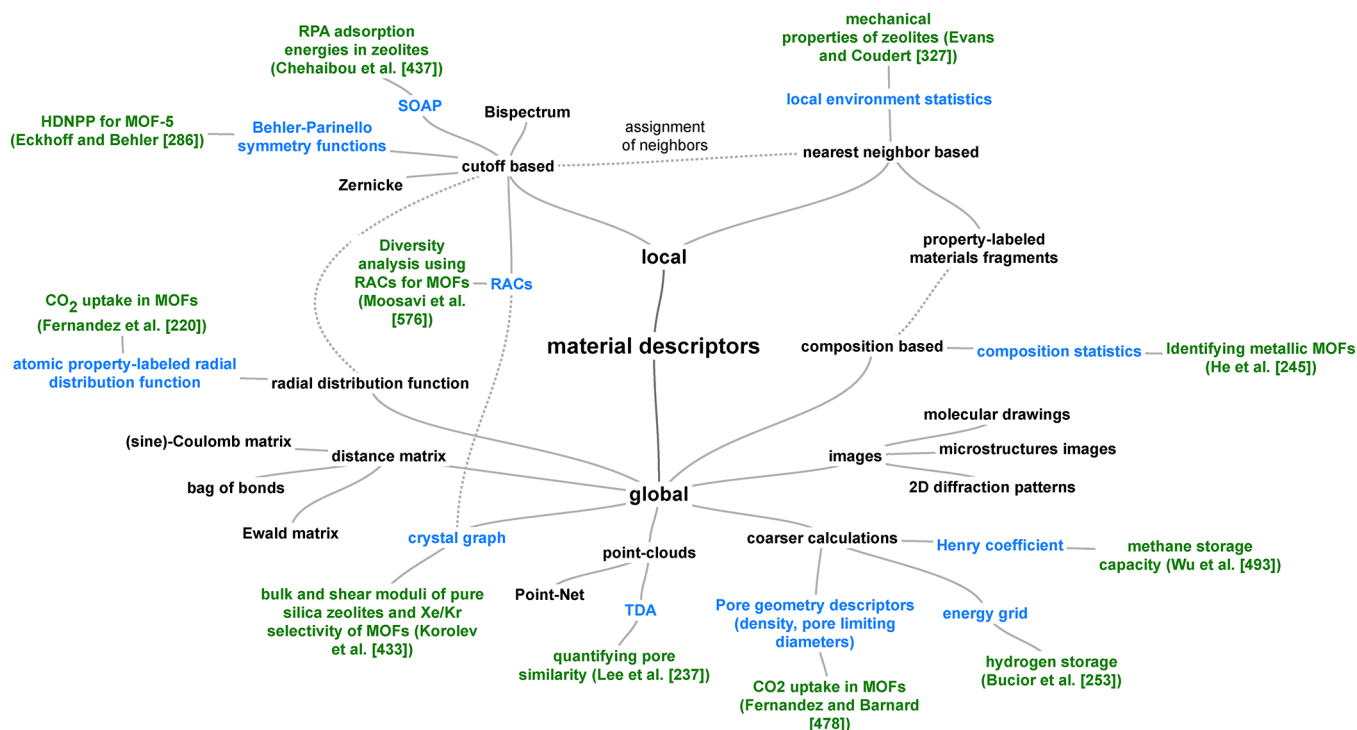 RPA adsorption
energies in zeolites
(Chehaibou et al. [437])
mechanical
properties of zeolites (Evans
and Coudert [327])
SOAP
Bispectrum
local environment statistics
HDNPP for MOF-5
(Eckhoff and Behler [286])
Behler-Parinello
symmetry functions
assignment
of neighbors
cutoff based
nearest neighbor based
Zernicke
property-labeled
materials fragments
local
Diversity
analysis using
RACs for MOFs
(Moosavi et al.
[576])
RACs
CO2 uptake in MOFs
(Fernandez et al. [220])
material descriptors
composition based
composition statistics
Identifying metallic MOFs
(He et al. [245])
atomic property-labeled radial
distribution function
radial distribution function
molecular drawings
(sine)-Coulomb matrix
distance matrix
images
microstructures images
bag of bonds
2D diffraction patterns
global
Ewald matrix
crystal graph
point-clouds
coarser calculations
Henry coefficient
methane storage
capacity (Wu et al. [493])
bulk and shear moduli of pure
silica zeolites and Xe/Kr
selectivity of MOFs (Korolev
et al. [433])
Point-Net
TDA
Pore geometry descriptors
(density, pore limiting
diameters)
energy grid
quantifying pore
similarity (Lee et al. [237])
hydrogen storage
(Bucior et al. [253])
CO2 uptake in MOFs
(Fernandez and Barnard
[478])